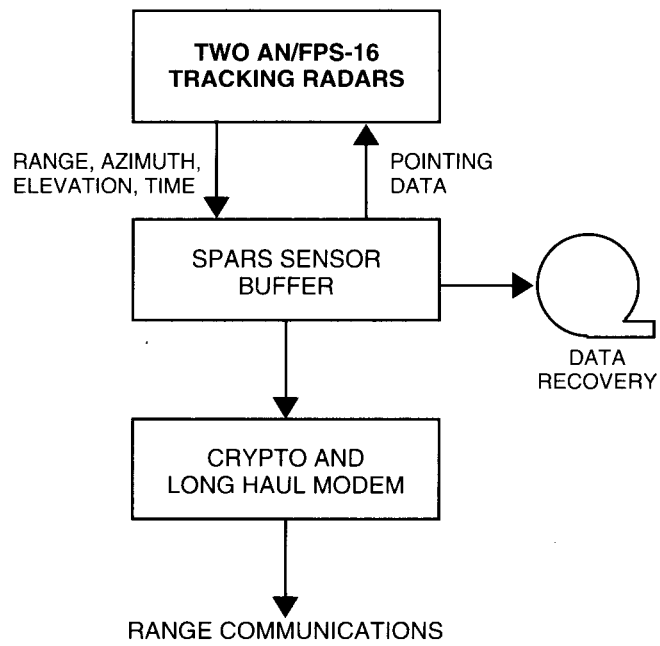 TWO AN/FPS-16
TRACKING RADARS
RANGE, AZIMUTH,
ELEVATION, TIME
POINTING
DATA
SPARS SENSOR
BUFFER
DATA
RECOVERY
CRYPTO AND
LONG HAUL MODEM
RANGE COMMUNICATIONS